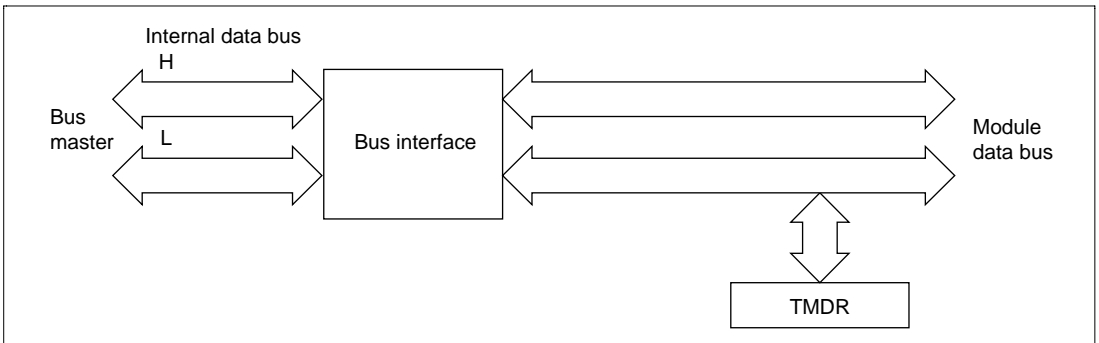 Internal data bus
H
Bus
master
L
Bus interface
Module
data bus
TMDR